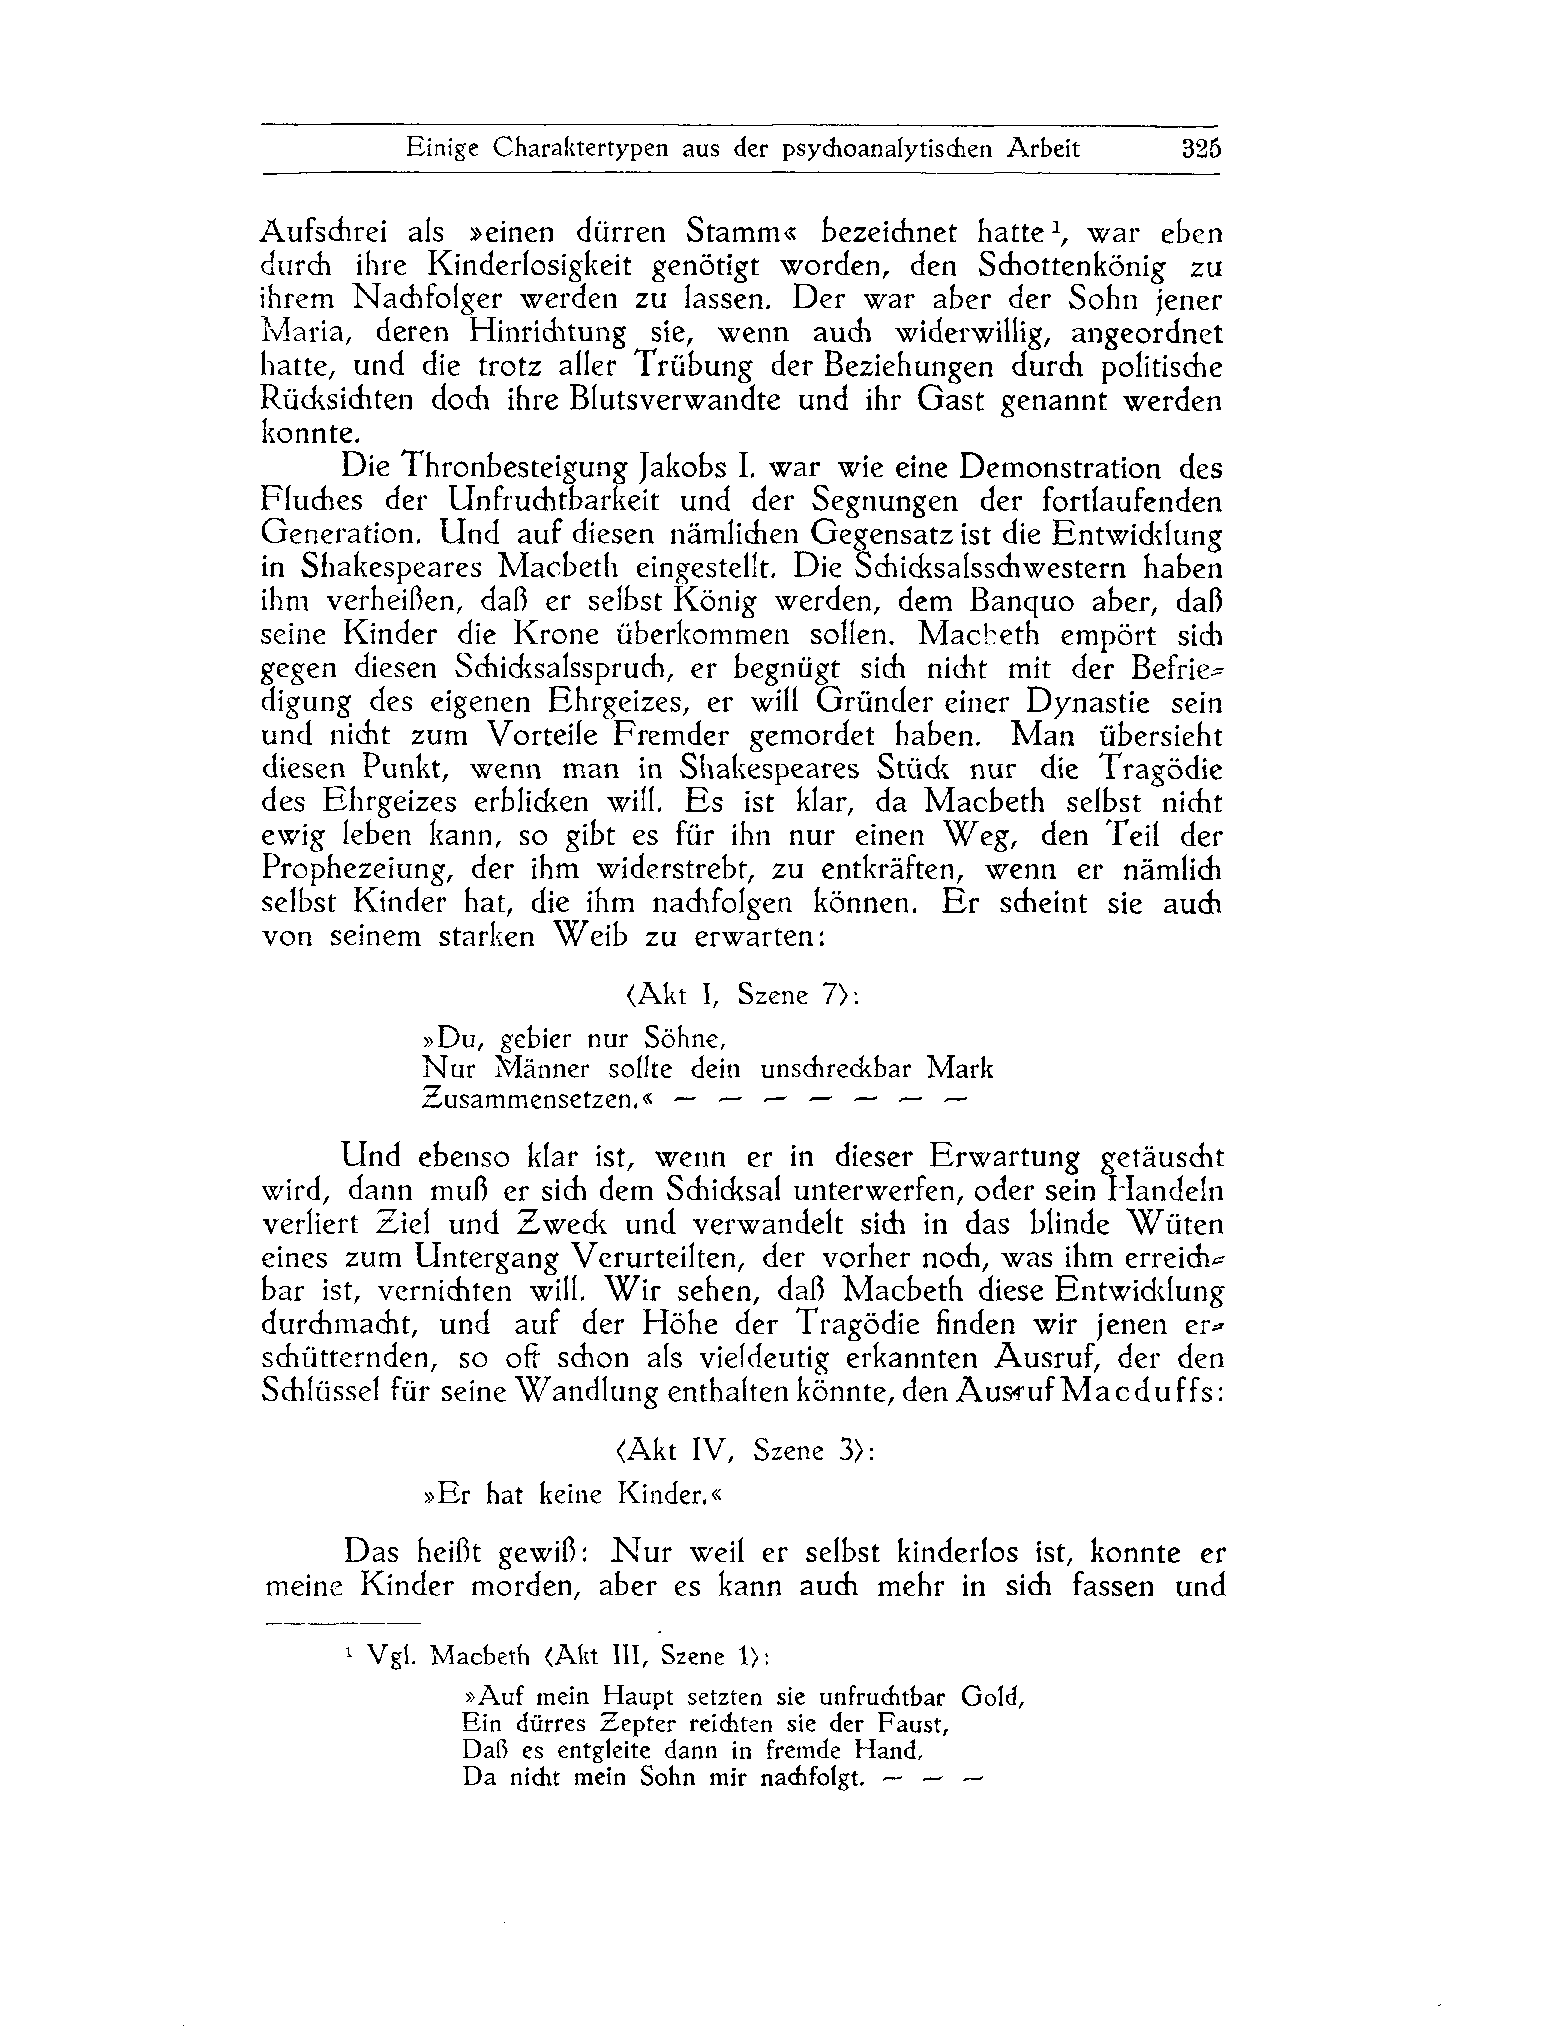 Einige Charaktertypen aus der psychoanalytischen Arbeit 325
Aufschrei als »einen dürren Stamm« bezeichnet hatte¹, war eben
durch ihre Kinderlosigkeit genötigt worden, den Schottenkönig zu
ihrem Nachfolger werden zu lassen. Der war aber der Sohn jener
Maria, deren Hinrichtung sie, wenn auch widerwillig, angeordnet
hatte, und die trotz aller Trübung der Beziehungen durch politische
Rücksichten doch ihre Blutsverwandte und ihr Gast genannt werden
konnte.
Die Thronbesteigung Jakobs I. war wie eine Demonstration des
Fluches der Unfruchtbarkeit und der Segnungen der fortlaufenden
Generation. Und auf diesen nämlichen Gegensatz ist die Entwicklung
in Shakespeares Macbeth eingestellt. Die Schicksalsschwestern haben
ihm verheißen, daß er selbst König werden, dem Banquo aber, daß
seine Kinder die Krone überkommen sollen. Macbeth empört sich
gegen diesen Schicksalsspruch, er begnügt sich nicht mit der Befrie-
digung des eigenen Ehrgeizes, er will Gründer einer Dynastie sein
und nicht zum Vorteile Fremder gemordet haben. Man übersieht
diesen Punkt, wenn man in Shakespeares Stück nur die Tragödie
des Ehrgeizes erblicken will. Es ist klar, da Macbeth selbst nicht
ewig leben kann, so gibt es für ihn nur einen Weg, den Teil der
Prophezeiung, der ihm widerstrebt, zu entkräften, wenn er nämlich
selbst Kinder hat, die ihm nachfolgen können. Er scheint sie auch
von seinem starken Weib zu erwarten:
⟨Akt I, Szene 7⟩:
»Du, gebier nur Söhne,
Nur Männer sollte dein unschreckbar Mark
Zusammensetzen.« — — — — — — —
Und ebenso klar ist, wenn er in dieser Erwartung getäuscht
wird, dann muß er sich dem Schicksal unterwerfen, oder sein Handeln
verliert Ziel und Zweck und verwandelt sich in das blinde Wüten
eines zum Untergang Verurteilten, der vorher noch, was ihm erreich-
bar ist, vernichten will. Wir sehen, daß Macbeth diese Entwicklung
durchmacht, und auf der Höhe der Tragödie finden wir jenen er-
schütternden, so oft schon als vieldeutig erkannten Ausruf, der den
Schlüssel für seine Wandlung enthalten könnte, den Ausruf Macduffs:
⟨Akt IV, Szene 3⟩:
»Er hat keine Kinder.«
Das heißt gewiß: Nur weil er selbst kinderlos ist, konnte er
meine Kinder morden, aber es kann auch mehr in sich fassen und
¹ Vgl. Macbeth ⟨Akt III, Szene 1⟩:
»Auf mein Haupt setzten sie unfruchtbar Gold,
Ein dürres Zepter reichten sie der Faust,
Daß es entgleite dann in fremde Hand,
Da nicht mein Sohn mir nachfolgt. — — —